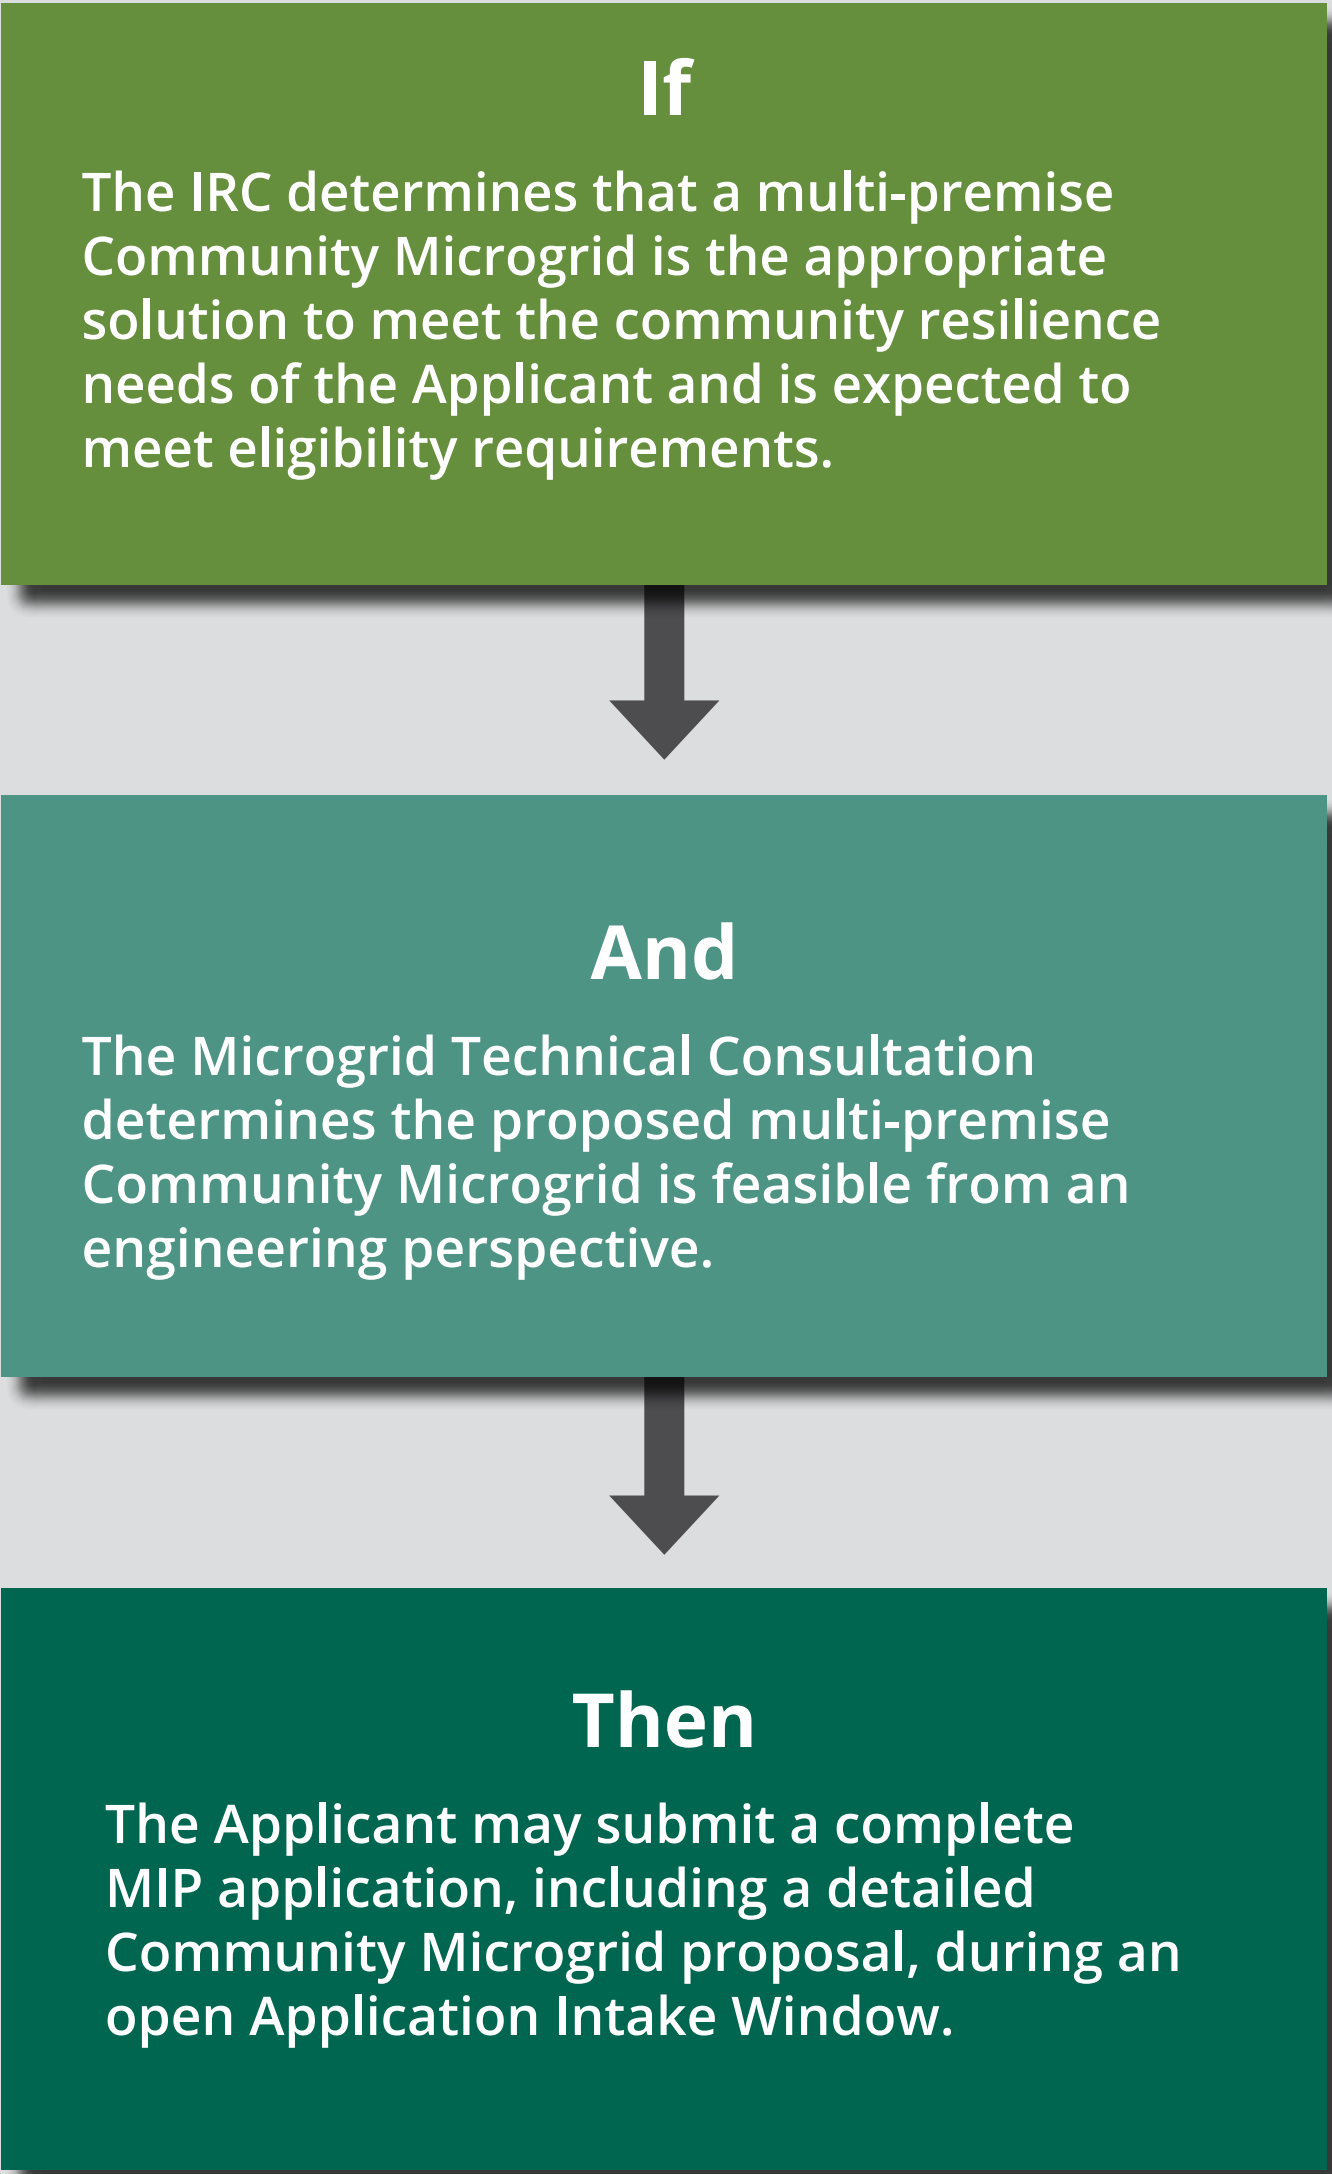 If
The IRC determines that a multi-premise
Community Microgrid is the appropriate
solution to meet the community resilience
needs of the Applicant and is expected to
meet eligibility requirements.
And
The Microgrid Technical Consultation
determines the proposed multi-premise
Community Microgrid is feasible from an
engineering perspective.
Then
The Applicant may submit a complete
MIP application, including a detailed
Community Microgrid proposal, during an
open Application Intake Window.